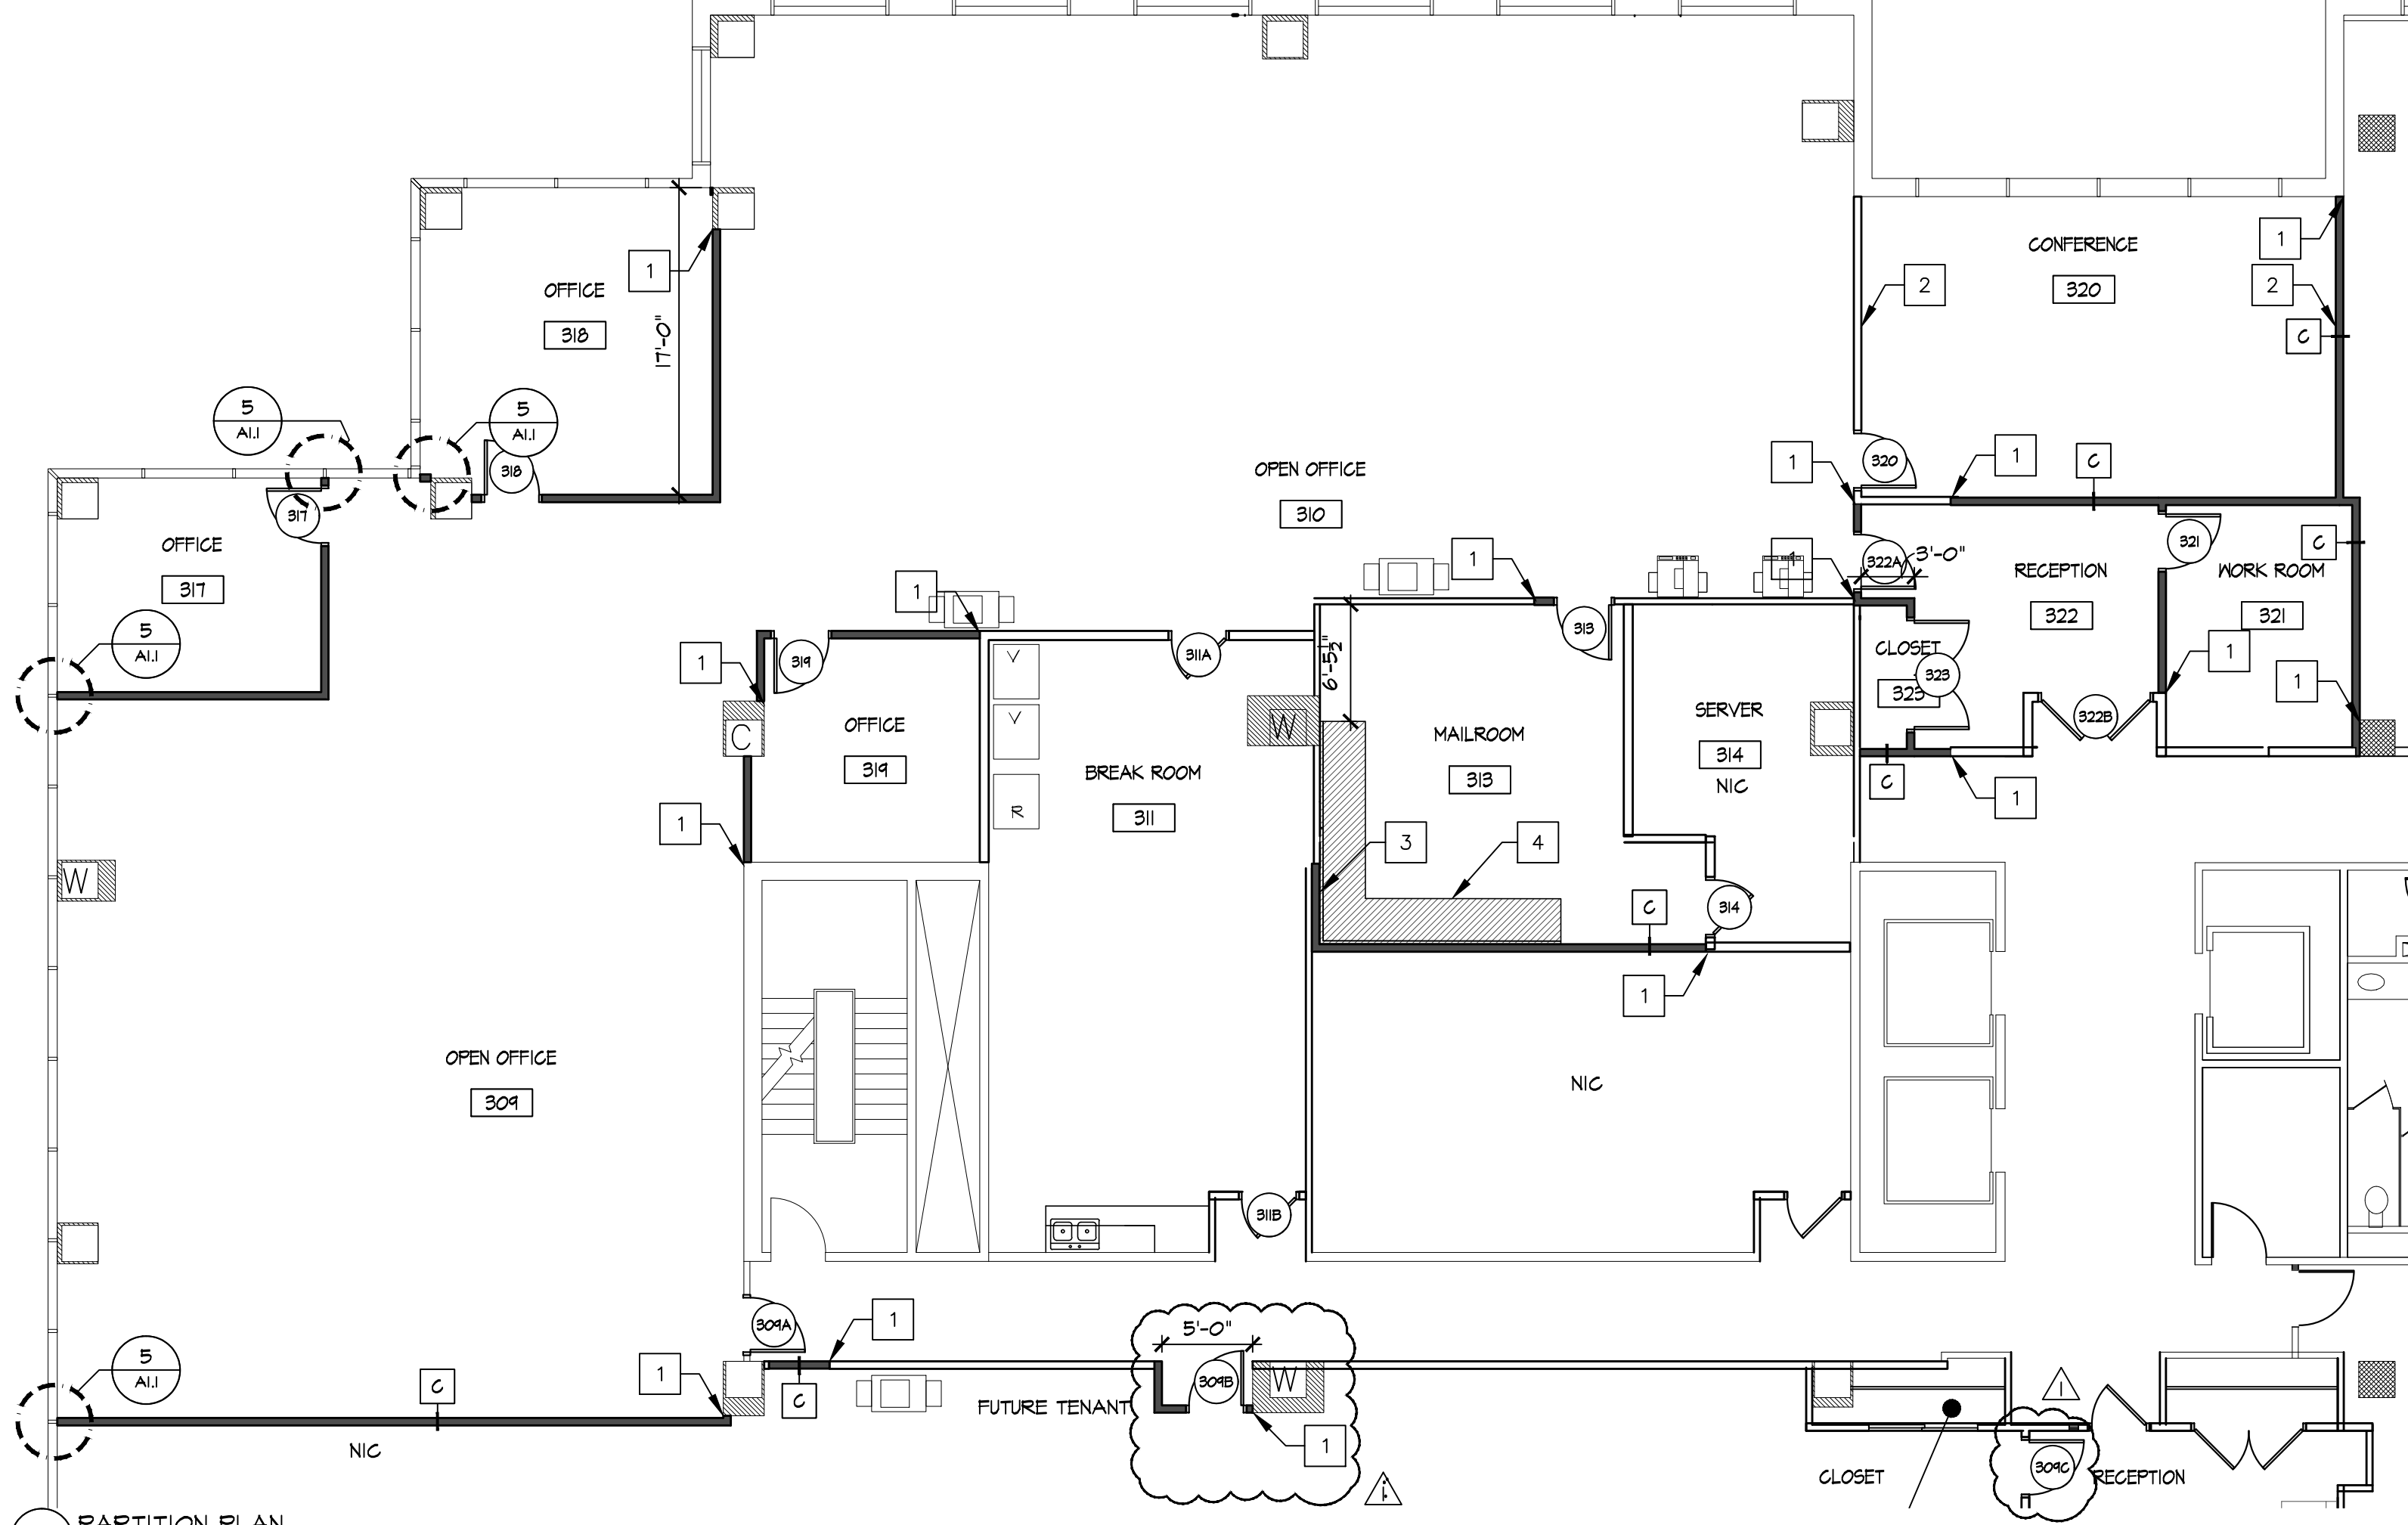 CONFERENCE
320
1
2
2
C
OFFICE
318
1
17'-0"
5
A1.1
5
A1.1
318
317
OFFICE
317
5
A1.1
OPEN OFFICE
310
1
320
1
C
1
322A
3'-0"
RECEPTION
322
321
C
WORK ROOM
321
1
1
1
1
1
319
311A
313
6'-5½"
CLOSET
323
323
322B
C
1
V
V
R
C
OFFICE
319
1
BREAK ROOM
311
W
MAILROOM
313
SERVER
314
NIC
3
4
C
314
1
W
OPEN OFFICE
309
NIC
311B
309A
1
C
5
A1.1
C
1
NIC
5'-0"
309B
W
1
FUTURE TENANT
1
CLOSET
309C
RECEPTION
1
PARTITION PLAN